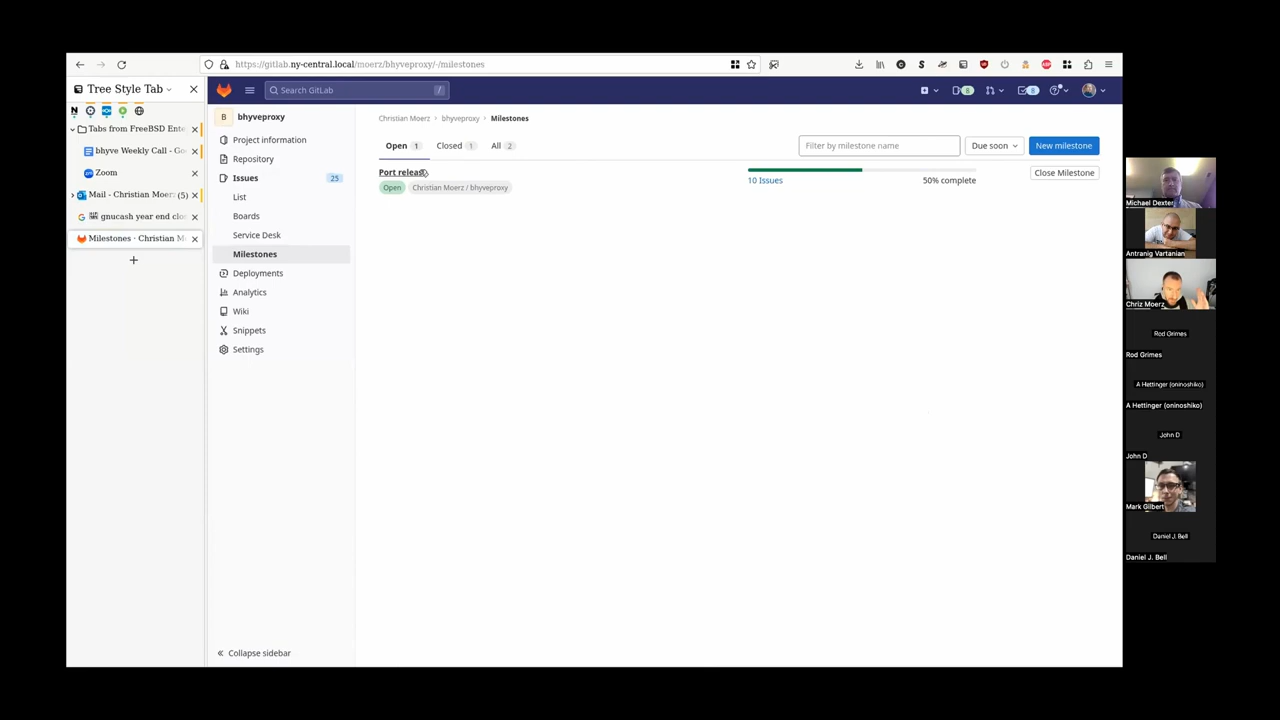 https://gitlab.ny-central.local/moerz/bhyveproxy/-/milestones
Tree Style Tab
Tabs from FreeBSD Ente
bhyve Weekly Call - Go
Zoom
Mail - Christian Moerz (5)
gnucash year end clo
Milestones · Christian M
Search GitLab
/
8
8
bhyveproxy
Project information
Repository
Issues 25
List
Boards
Service Desk
Milestones
Deployments
Analytics
Wiki
Snippets
Settings
Collapse sidebar
Christian Moerz
bhyveproxy
Milestones
Open 1
Closed 1
All 2
Filter by milestone name
Due soon
New milestone
Port release
10 Issues
50% complete
Close Milestone
Open
Christian Moerz / bhyveproxy
Michael Dexter
Antranig Vartanian
Chriz Moerz
Rod Grimes
Rod Grimes
A Hettinger (oninoshiko)
A Hettinger (oninoshiko)
John D
John D
Mark Gilbert
Daniel J. Bell
Daniel J. Bell